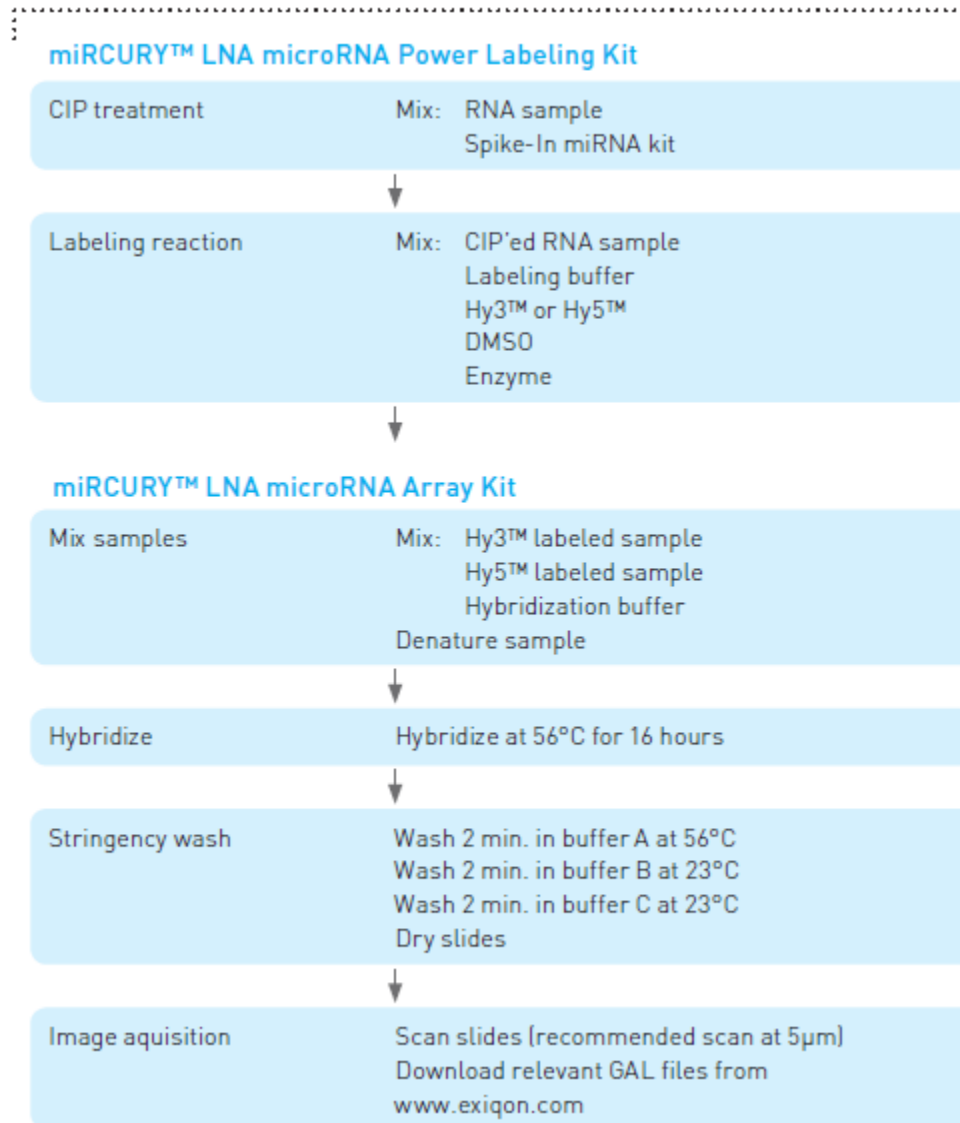 miRCURY™ LNA microRNA Power Labeling Kit
CIP treatment Mix: RNA sample
Spike-In miRNA kit
Labeling reaction Mix: CIP'ed RNA sample
Labeling buffer
Hy3™ or Hy5™
DMSO
Enzyme
miRCURY™ LNA microRNA Array Kit
Mix samples Mix: Hy3™ labeled sample
Hy5™ labeled sample
Hybridization buffer
Denature sample
Hybridize Hybridize at 56°C for 16 hours
Stringency wash Wash 2 min. in buffer A at 56°C
Wash 2 min. in buffer B at 23°C
Wash 2 min. in buffer C at 23°C
Dry slides
Image aquisition Scan slides (recommended scan at 5µm)
Download relevant GAL files from
www.exiqon.com